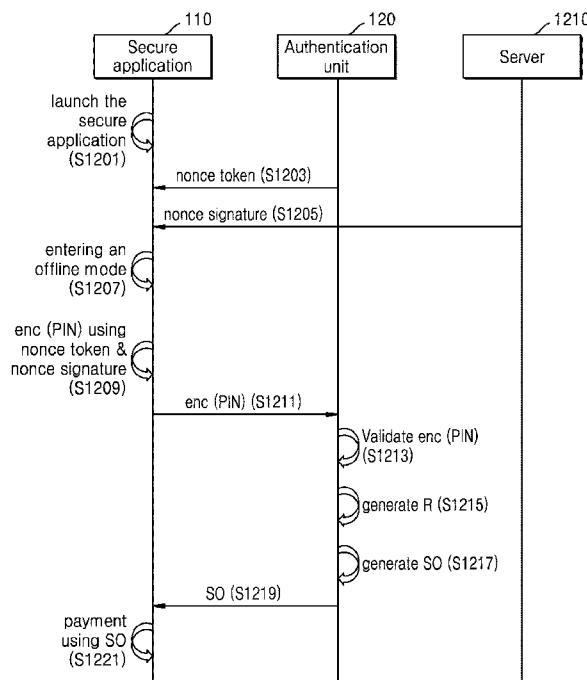 110
120
1210
Secure
application
Authentication
unit
Server
launch the
secure
application
(S1201)
nonce token (S1203)
nonce signature (S1205)
entering an
offline mode
(S1207)
enc (PIN) using
nonce token &
nonce signature
(S1209)
enc (PIN) (S1211)
Validate enc (PIN)
(S1213)
generate R (S1215)
generate SO (S1217)
SO (S1219)
payment
using SO
(S1221)